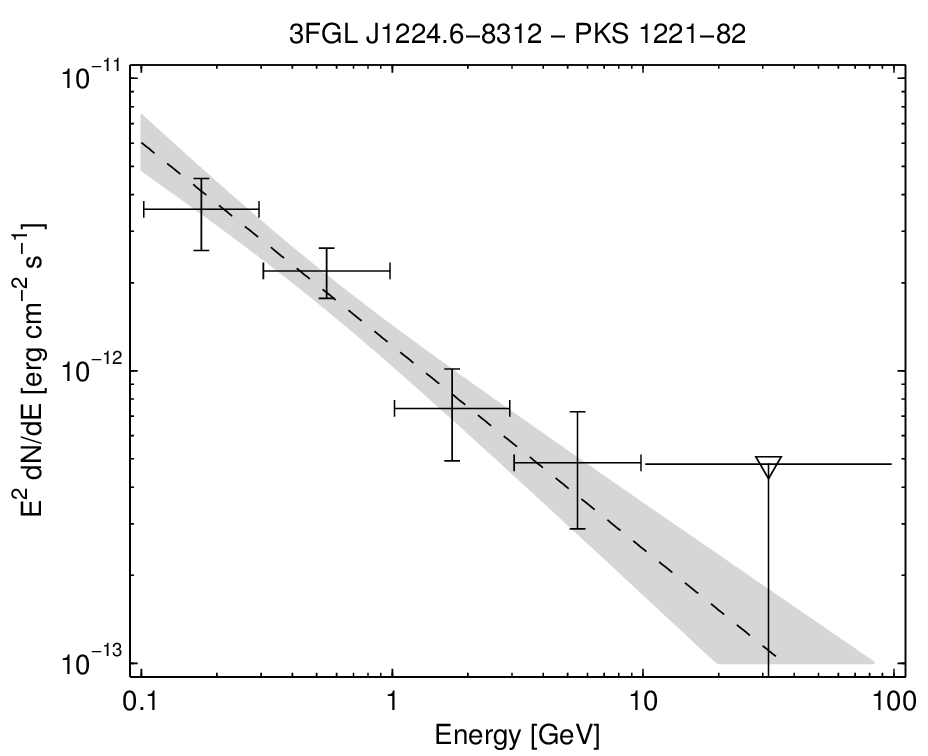 3FGL J1224.6−8312 − PKS 1221−82
E² dN/dE [erg cm⁻² s⁻¹]
10⁻¹¹
10⁻¹²
10⁻¹³
0.1 1 10 100
Energy [GeV]